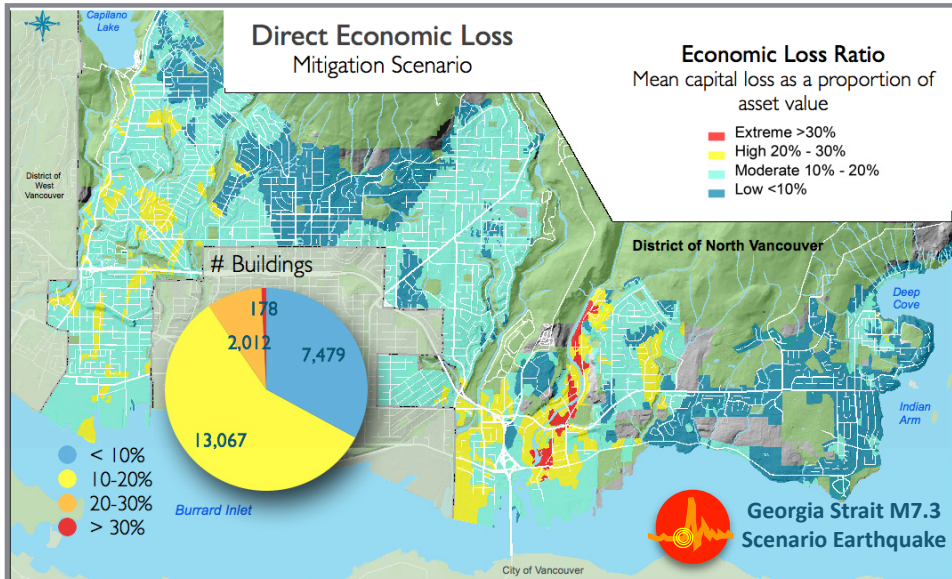 Capilano
Lake
Direct Economic Loss
Mitigation Scenario
Economic Loss Ratio
Mean capital loss as a proportion of
asset value
Extreme >30%
High 20% - 30%
Moderate 10% - 20%
Low <10%
District of
West
Vancouver
District of North Vancouver
# Buildings
Deep
Cove
178
2,012
7,479
13,067
Indian
Arm
< 10%
10-20%
20-30%
> 30%
Burrard Inlet
Georgia Strait M7.3
Scenario Earthquake
City of Vancouver